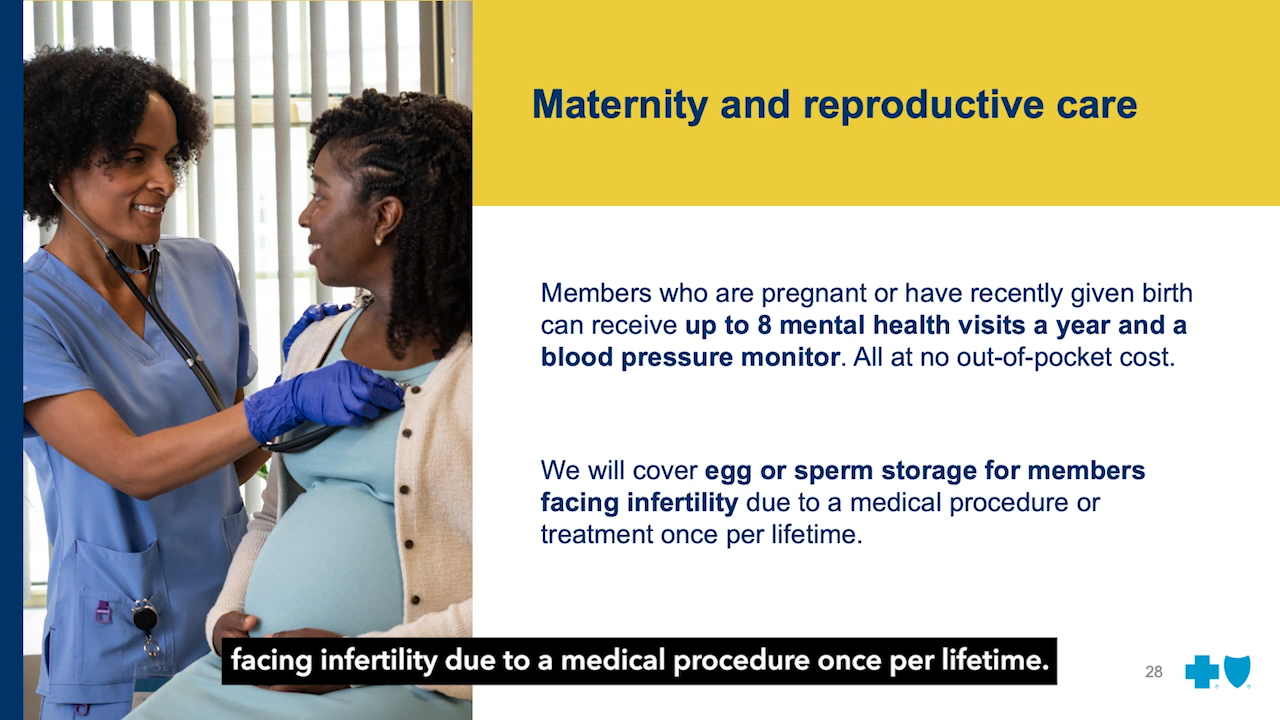 Maternity and reproductive care
Members who are pregnant or have recently given birth
can receive up to 8 mental health visits a year and a
blood pressure monitor. All at no out-of-pocket cost.
We will cover egg or sperm storage for members
facing infertility due to a medical procedure or
treatment once per lifetime.
facing infertility due to a medical procedure once per lifetime.
28